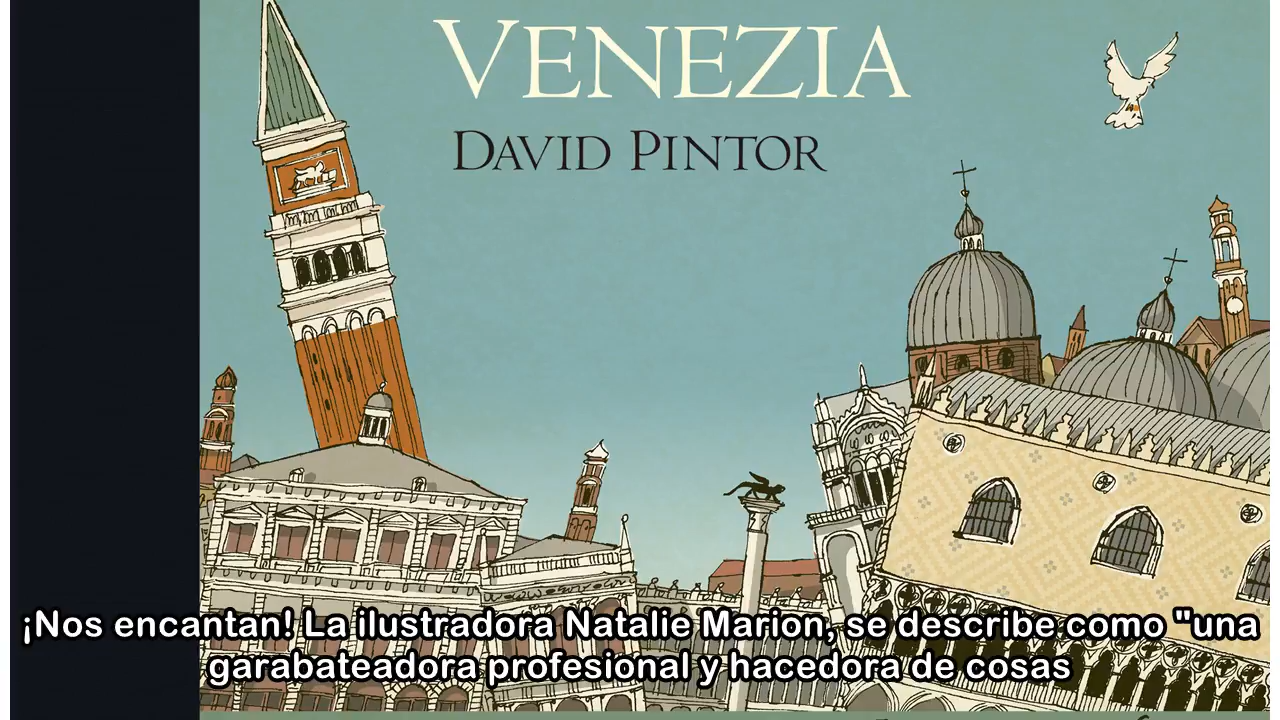 VENEZIA
DAVID PINTOR
¡Nos encantan! La ilustradora Natalie Marion, se describe como "una
garabateadora profesional y hacedora de cosas